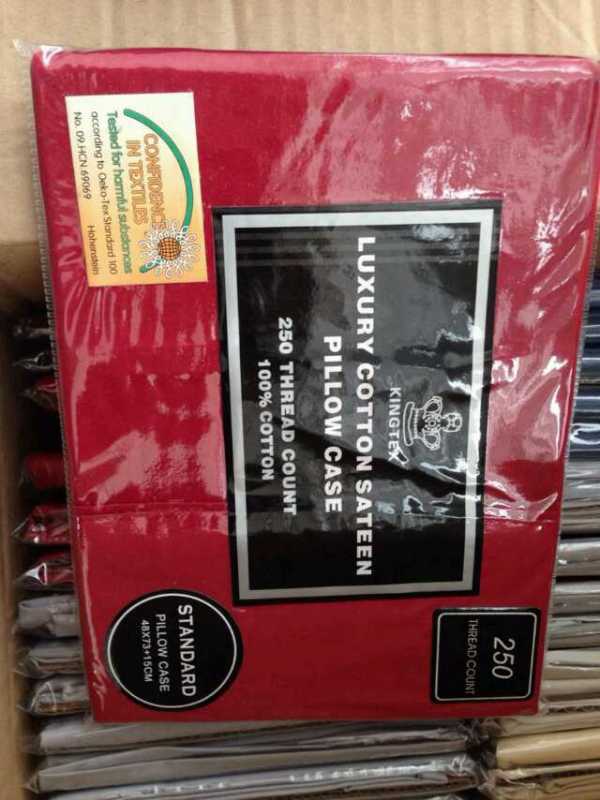 CONFIDENCE
IN TEXTILES
Tested for harmful substances
according to Oeko-Tex Standard 100
No. 09.HCN.69069 Hohenstein
KINGTEX
LUXURY COTTON SATEEN
PILLOW CASE
250 THREAD COUNT
100% COTTON
250
THREAD COUNT
STANDARD
PILLOW CASE
48X73+15CM